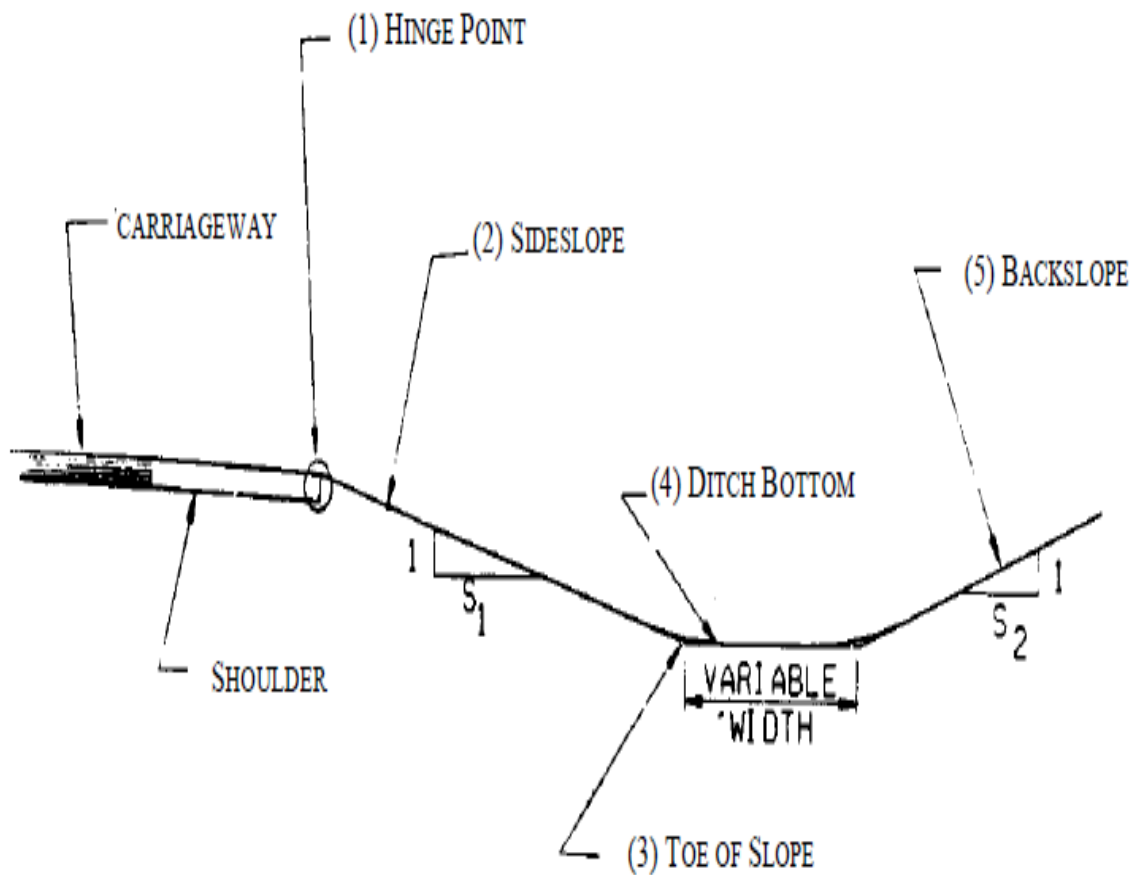 (1) HINGE POINT
CARRIAGEWAY
(2) SIDESLOPE
(5) BACKSLOPE
(4) DITCH BOTTOM
1
S1
1
S2
SHOULDER
VARIABLE
WIDTH
(3) TOE OF SLOPE